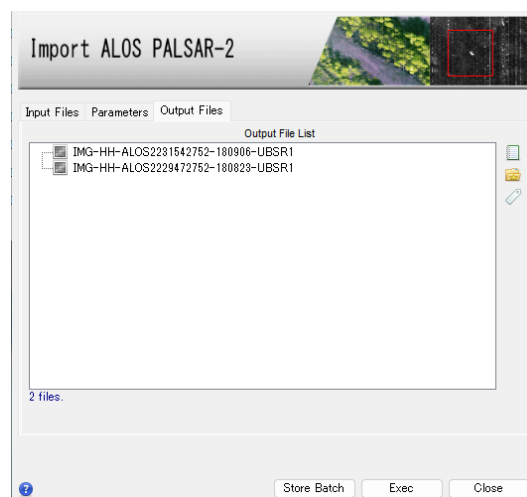 Import ALOS PALSAR-2
Input Files Parameters Output Files
Output File List
IMG-HH-ALOS2231542752-180906-UBSR1
IMG-HH-ALOS2229472752-180823-UBSR1
2 files.
Store Batch Exec Close